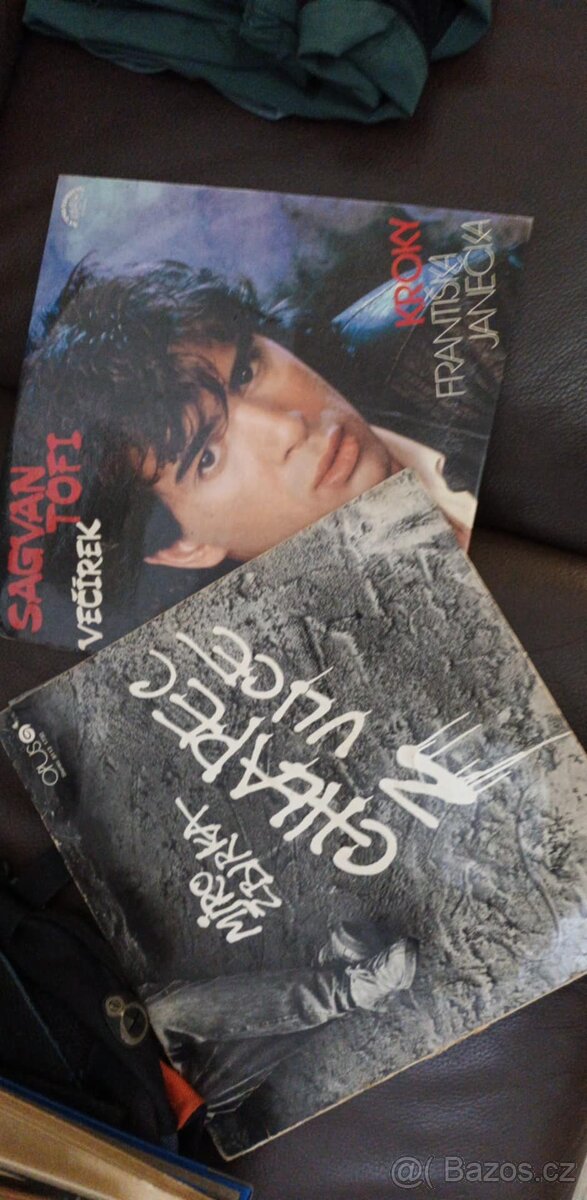 SAGVAN
TOFI
VEČÍREK
KROKY
FRANTIŠKA
JANEČKA
OPUS
MIRO
ŽBIRKA
CHLAPEC
Z ULICE
@( Bazos.cz